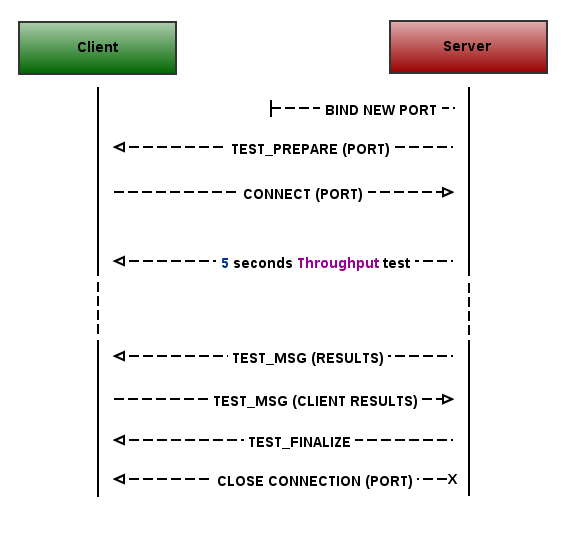 Client
Server
BIND NEW PORT
TEST_PREPARE (PORT)
CONNECT (PORT)
5 seconds Throughput test
TEST_MSG (RESULTS)
TEST_MSG (CLIENT RESULTS)
TEST_FINALIZE
CLOSE CONNECTION (PORT)